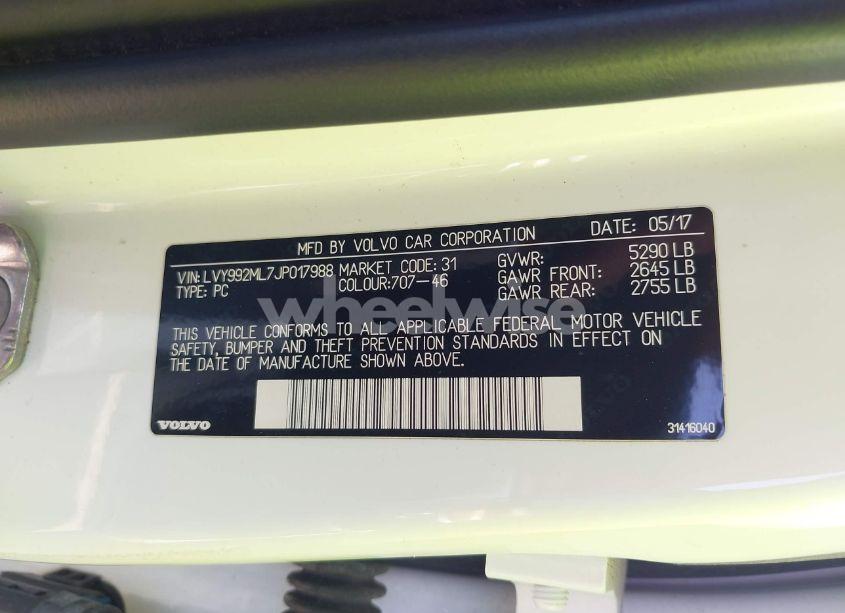 MFD BY VOLVO CAR CORPORATION DATE: 05/17
VIN: LVY992ML7JP017988 MARKET CODE: 31 GVWR: 5290 LB
TYPE: PC COLOUR:707-46 GAWR FRONT: 2645 LB
GAWR REAR: 2755 LB
wheelwise
THIS VEHICLE CONFORMS TO ALL APPLICABLE FEDERAL MOTOR VEHICLE
SAFETY, BUMPER AND THEFT PREVENTION STANDARDS IN EFFECT ON
THE DATE OF MANUFACTURE SHOWN ABOVE.
VOLVO 31416040